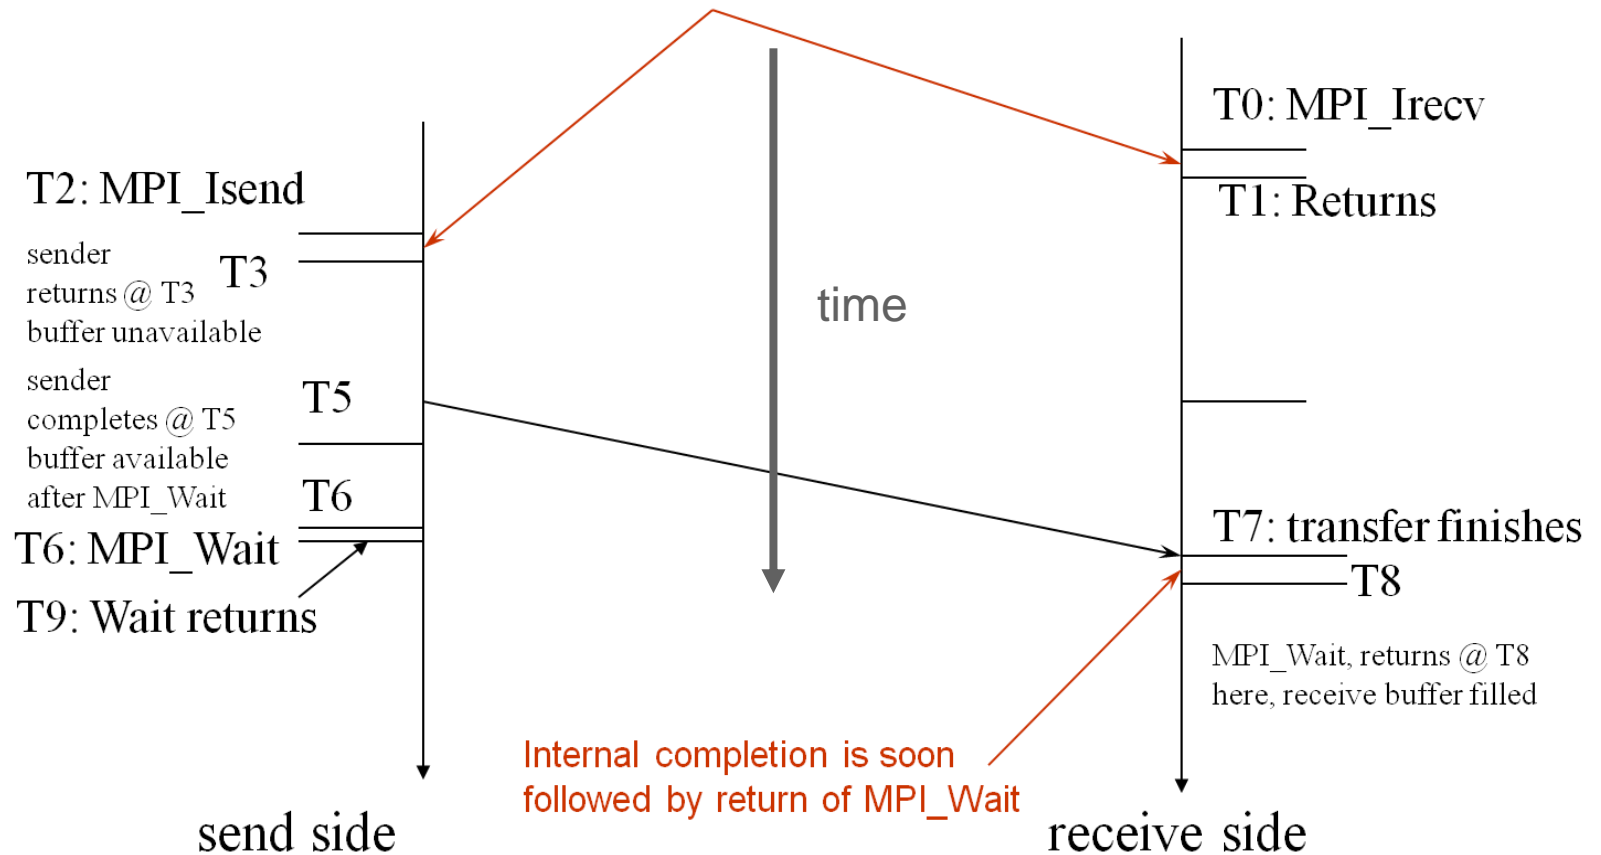 T0: MPI_Irecv
T2: MPI_Isend
T1: Returns
sender
returns @ T3
buffer unavailable
T3
time
sender
completes @ T5
buffer available
after MPI_Wait
T5
T6
T6: MPI_Wait
T9: Wait returns
T7: transfer finishes
T8
MPI_Wait, returns @ T8
here, receive buffer filled
Internal completion is soon
followed by return of MPI_Wait
send side
receive side